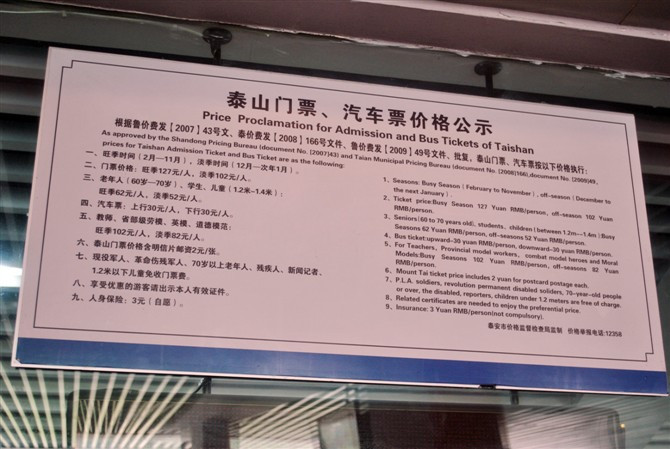 泰山门票、汽车票价格公示
Price Proclamation for Admission and Bus Tickets of Taishan
根据鲁价费发【2007】43号文、泰价费发【2008】166号文件、鲁价费发【2009】49号文件、批复，泰山门票、汽车票按以下价格执行：
As approved by the Shandong Pricing Bureau (document No. [2007]43) and Taian Municipal Pricing Bureau (document No. [2008]166),document No. [2009]49,
prices for Taishan Admission Ticket and Bus Ticket are as the following:
一、旺季时间（2月—11月），淡季时间（12月—次年1月）。
二、门票价格：旺季127元/人，淡季102元/人。
三、老年人（60岁—70岁）、学生、儿童（1.2米-1.4米）：
旺季62元/人，淡季52元/人。
四、汽车票：上行30元/人，下行30元/人。
五、教师、省部级劳模、英模、道德模范：
旺季102元/人，淡季82元/人。
六、泰山门票价格含明信片邮资2元/张。
七、现役军人、革命伤残军人、70岁以上老年人、残疾人、新闻记者、
1.2米以下儿童免收门票费。
八、享受优惠的游客请出示本人有效证件。
九、人身保险：3元（自愿）。
1、Seasons: Busy Season ( February to November ) , off-season ( December to
the next January ) ;
2、Ticket price:Busy Season 127 Yuan RMB/person, off-season 102 Yuan
RMB/person.
3、Seniors(60 to 70 years old), students, children ( between 1.2m—1.4m ) :Busy
Seasons 62 Yuan RMB/person, off-seasons 52 Yuan RMB/person.
4、Bus ticket:upward-30 yuan RMB/person, downward-30 yuan RMB/person.
5、For Teachers, Provincial model workers, combat model heroes and Moral
Models:Busy Seasons 102 Yuan RMB/person, off-seasons 82 Yuan
RMB/person.
6、Mount Tai ticket price includes 2 yuan for postcard postage each.
7、P.L.A. soldiers, revolution permanent disabled soldiers, 70-year-old people
or over, the disabled, reporters, children under 1.2 meters are free of charge.
8、Related certificates are needed to enjoy the preferential price.
9、Insurance: 3 Yuan RMB/person(not compulsory).
泰安市价格监督检查局监制 价格举报电话:12358